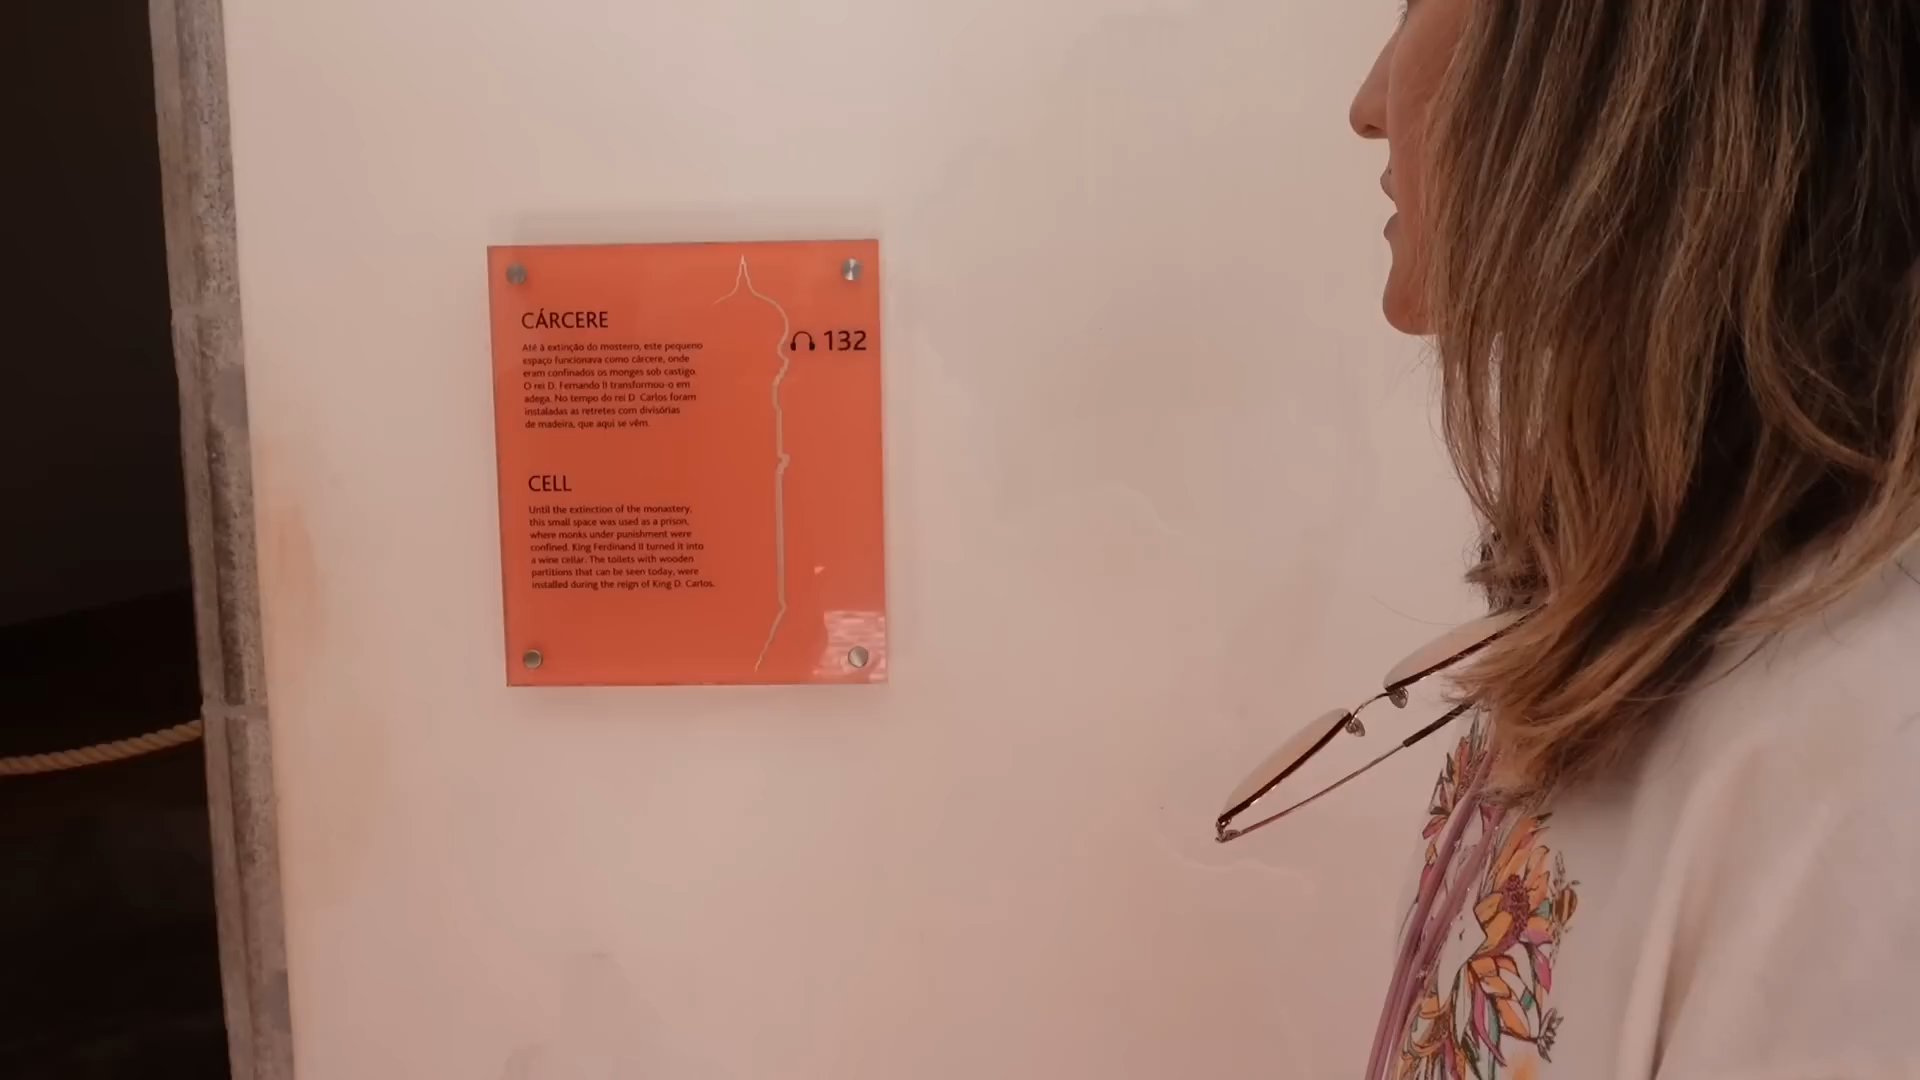 CÁRCERE
Até à extinção do mosteiro, este pequeno
espaço funcionava como cárcere, onde
eram confinados os monges sob castigo.
O rei D. Fernando II transformou-o em
adega. No tempo do rei D. Carlos foram
instaladas as retretes com divisórias
de madeira, que aqui se vêm.
132
CELL
Until the extinction of the monastery,
this small space was used as a prison,
where monks under punishment were
confined. King Ferdinand II turned it into
a wine cellar. The toilets with wooden
partitions that can be seen today, were
installed during the reign of King D. Carlos.